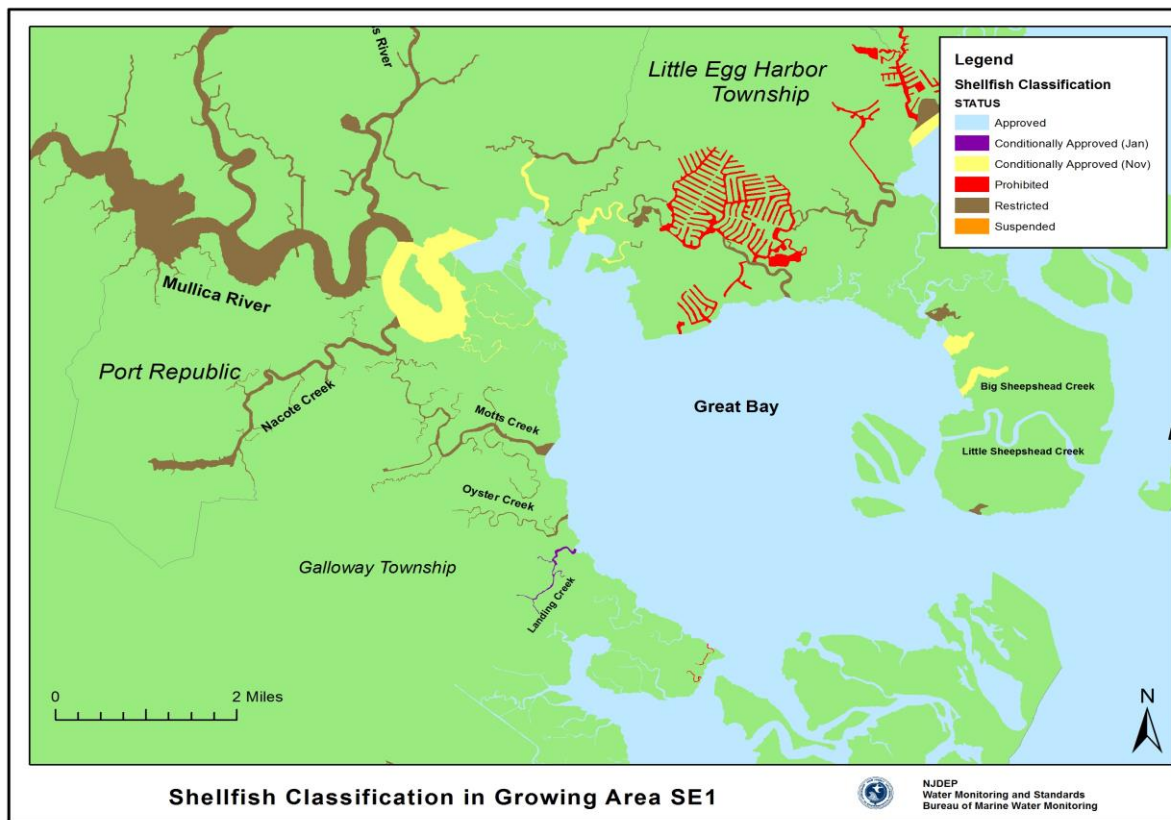 s River
Little Egg Harbor
Township
Legend
Shellfish Classification
STATUS
Approved
Conditionally Approved (Jan)
Conditionally Approved (Nov)
Prohibited
Restricted
Suspended
Mullica River
Port Republic
Nacote Creek
Great Bay
Big Sheepshead Creek
Motts Creek
Little Sheepshead Creek
Oyster Creek
Galloway Township
Landing Creek
0
2 Miles
N
Shellfish Classification in Growing Area SE1
NJDEP
Water Monitoring and Standards
Bureau of Marine Water Monitoring